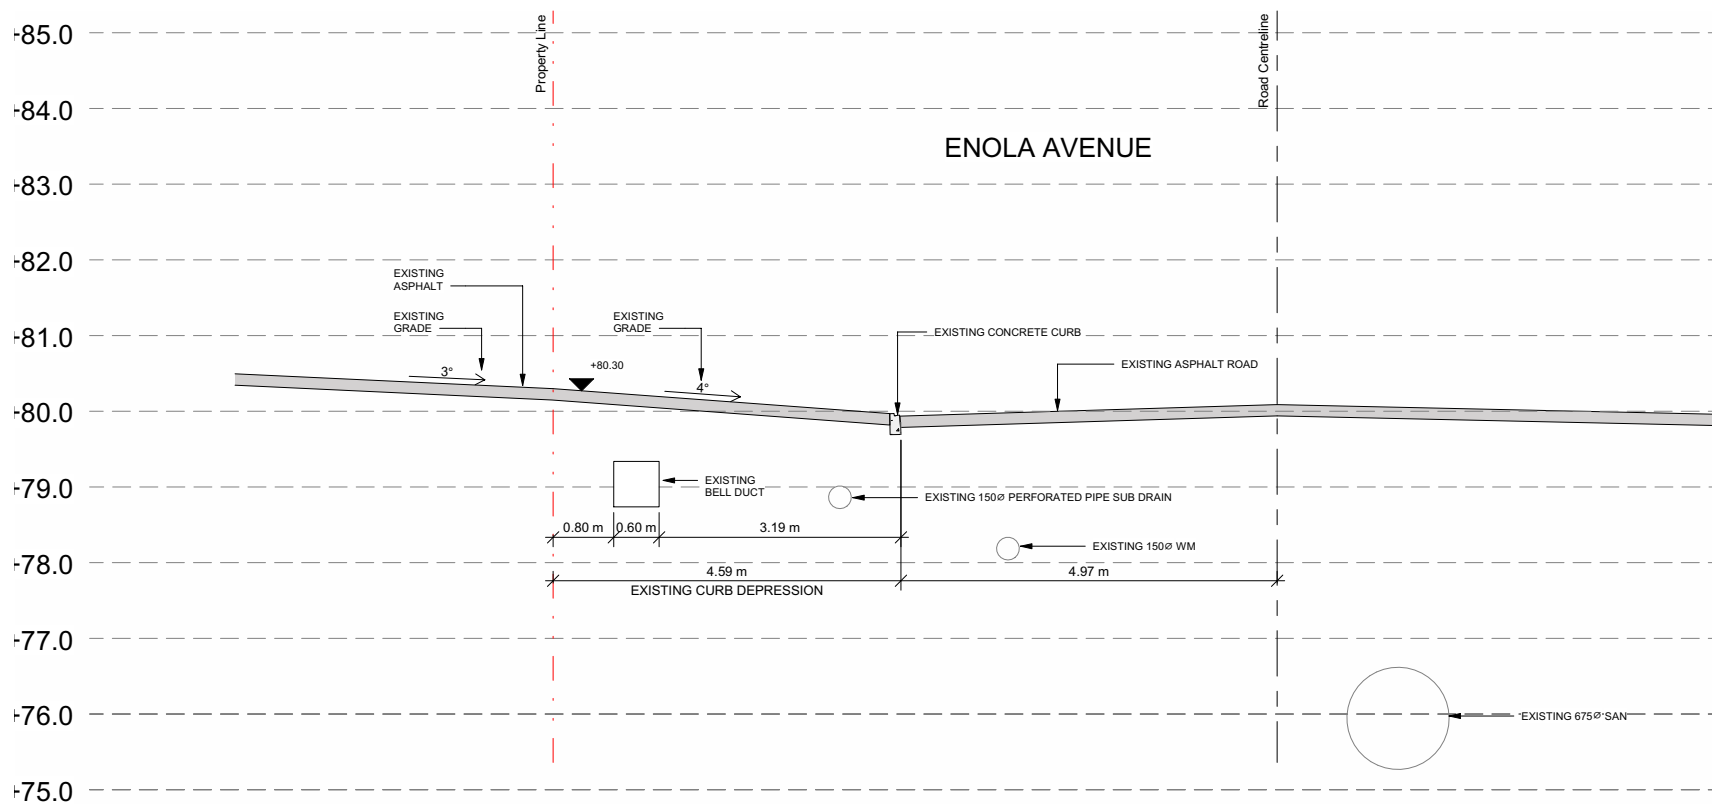 +85.0
Property Line
Road Centreline
+84.0
ENOLA AVENUE
+83.0
+82.0
EXISTING
ASPHALT
EXISTING
GRADE
EXISTING
GRADE
+81.0
EXISTING CONCRETE CURB
3°
+80.30
4°
EXISTING ASPHALT ROAD
+80.0
+79.0
EXISTING
BELL DUCT
EXISTING 150Ø PERFORATED PIPE SUB DRAIN
0.80 m
0.60 m
3.19 m
EXISTING 150Ø WM
+78.0
4.59 m
4.97 m
EXISTING CURB DEPRESSION
+77.0
+76.0
EXISTING 675Ø SAN
+75.0